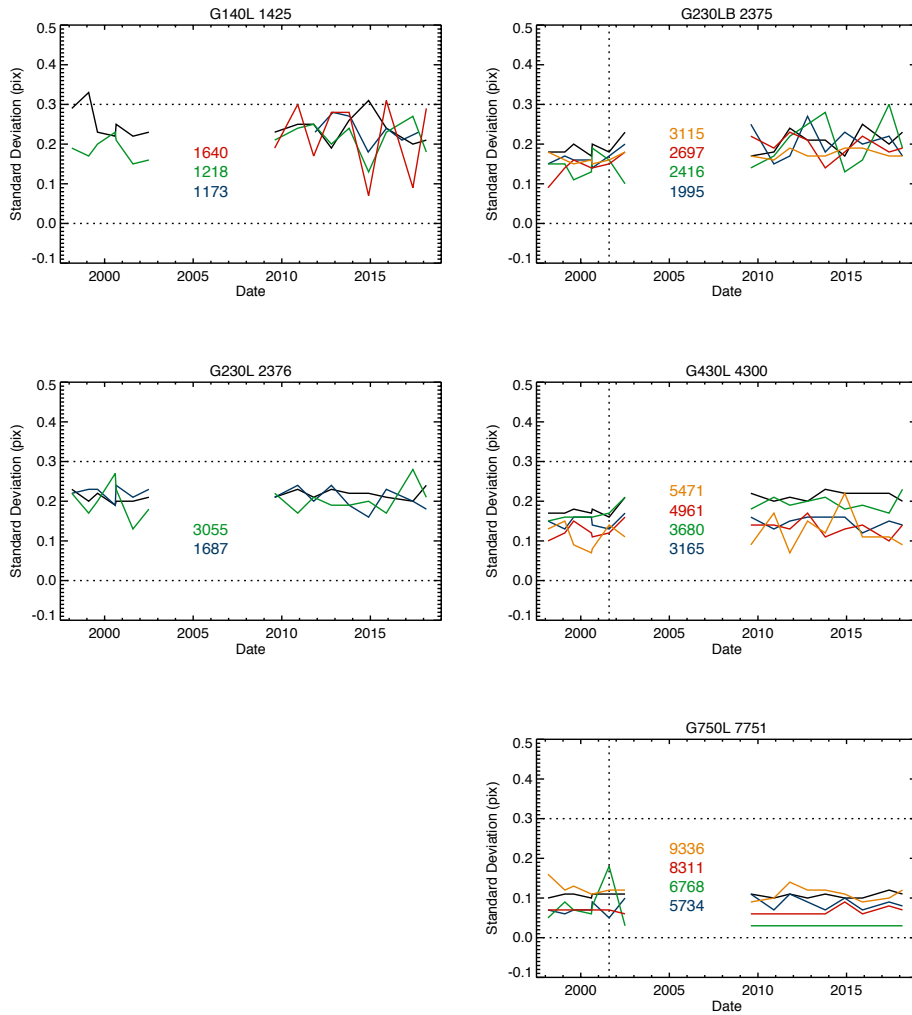 G140L 1425
Standard Deviation (pix)
0.5
0.4
0.3
0.2
0.1
0.0
-0.1
1640
1218
1173
2000 2005 2010 2015
Date
G230LB 2375
Standard Deviation (pix)
0.5
0.4
0.3
0.2
0.1
0.0
-0.1
3115
2697
2416
1995
2000 2005 2010 2015
Date
G230L 2376
Standard Deviation (pix)
0.5
0.4
0.3
0.2
0.1
0.0
-0.1
3055
1687
2000 2005 2010 2015
Date
G430L 4300
Standard Deviation (pix)
0.5
0.4
0.3
0.2
0.1
0.0
-0.1
5471
4961
3680
3165
2000 2005 2010 2015
Date
G750L 7751
Standard Deviation (pix)
0.5
0.4
0.3
0.2
0.1
0.0
-0.1
9336
8311
6768
5734
2000 2005 2010 2015
Date